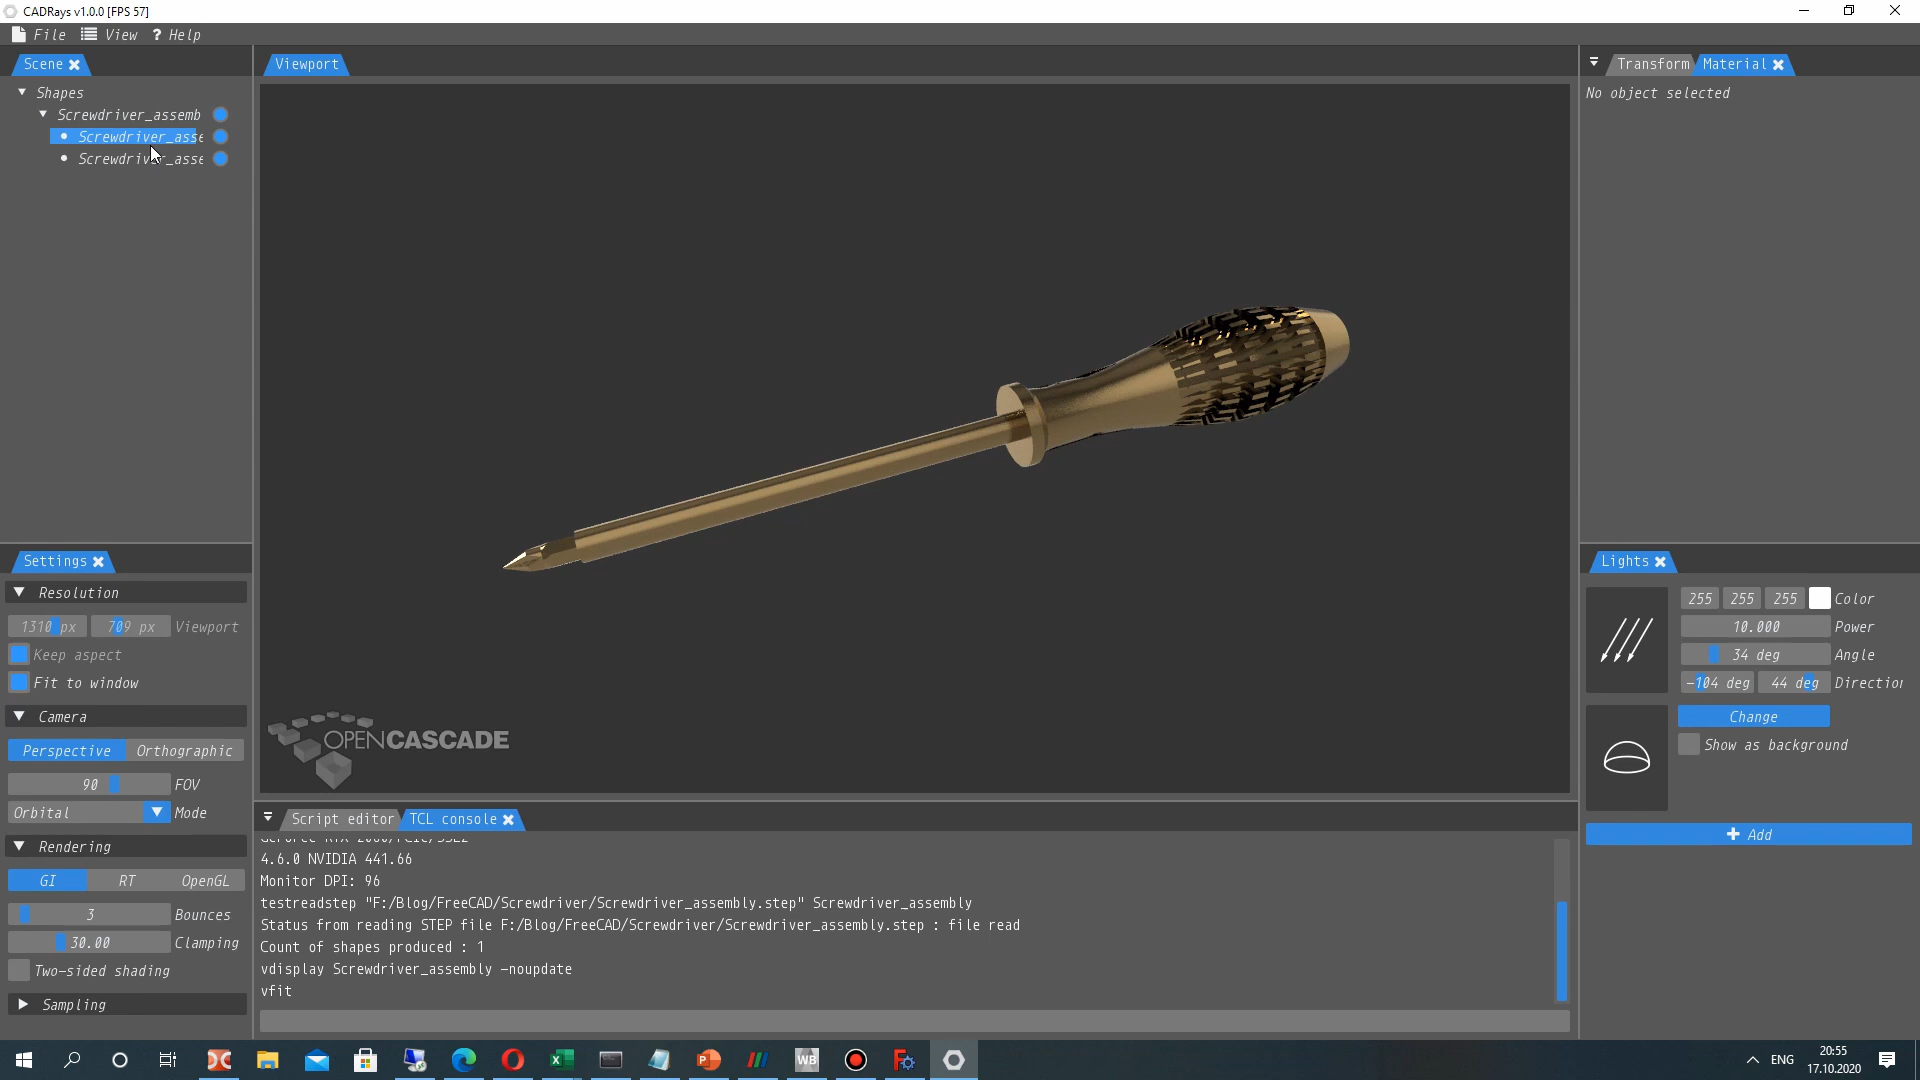 CADRays v1.0.0 [FPS 57]
File View ? Help
Scene
Shapes
Screwdriver_assemb
Screwdriver_asse
Screwdriver_asse
Viewport
Transform Material
No object selected
OPENCASCADE
Settings
Resolution
1310 px 709 px Viewport
Keep aspect
Fit to window
Camera
Perspective Orthographic
90 FOV
Orbital Mode
Rendering
GI RT OpenGL
3 Bounces
30.00 Clamping
Two-sided shading
Sampling
Script editor TCL console
4.6.0 NVIDIA 441.66
Monitor DPI: 96
testreadstep "F:/Blog/FreeCAD/Screwdriver/Screwdriver_assembly.step" Screwdriver_assembly
Status from reading STEP file F:/Blog/FreeCAD/Screwdriver/Screwdriver_assembly.step : file read
Count of shapes produced : 1
vdisplay Screwdriver_assembly -noupdate
vfit
Lights
255 255 255 Color
10.000 Power
34 deg Angle
-104 deg 44 deg Direction
Change
Show as background
+ Add
WB
ENG
20:55
17.10.2020